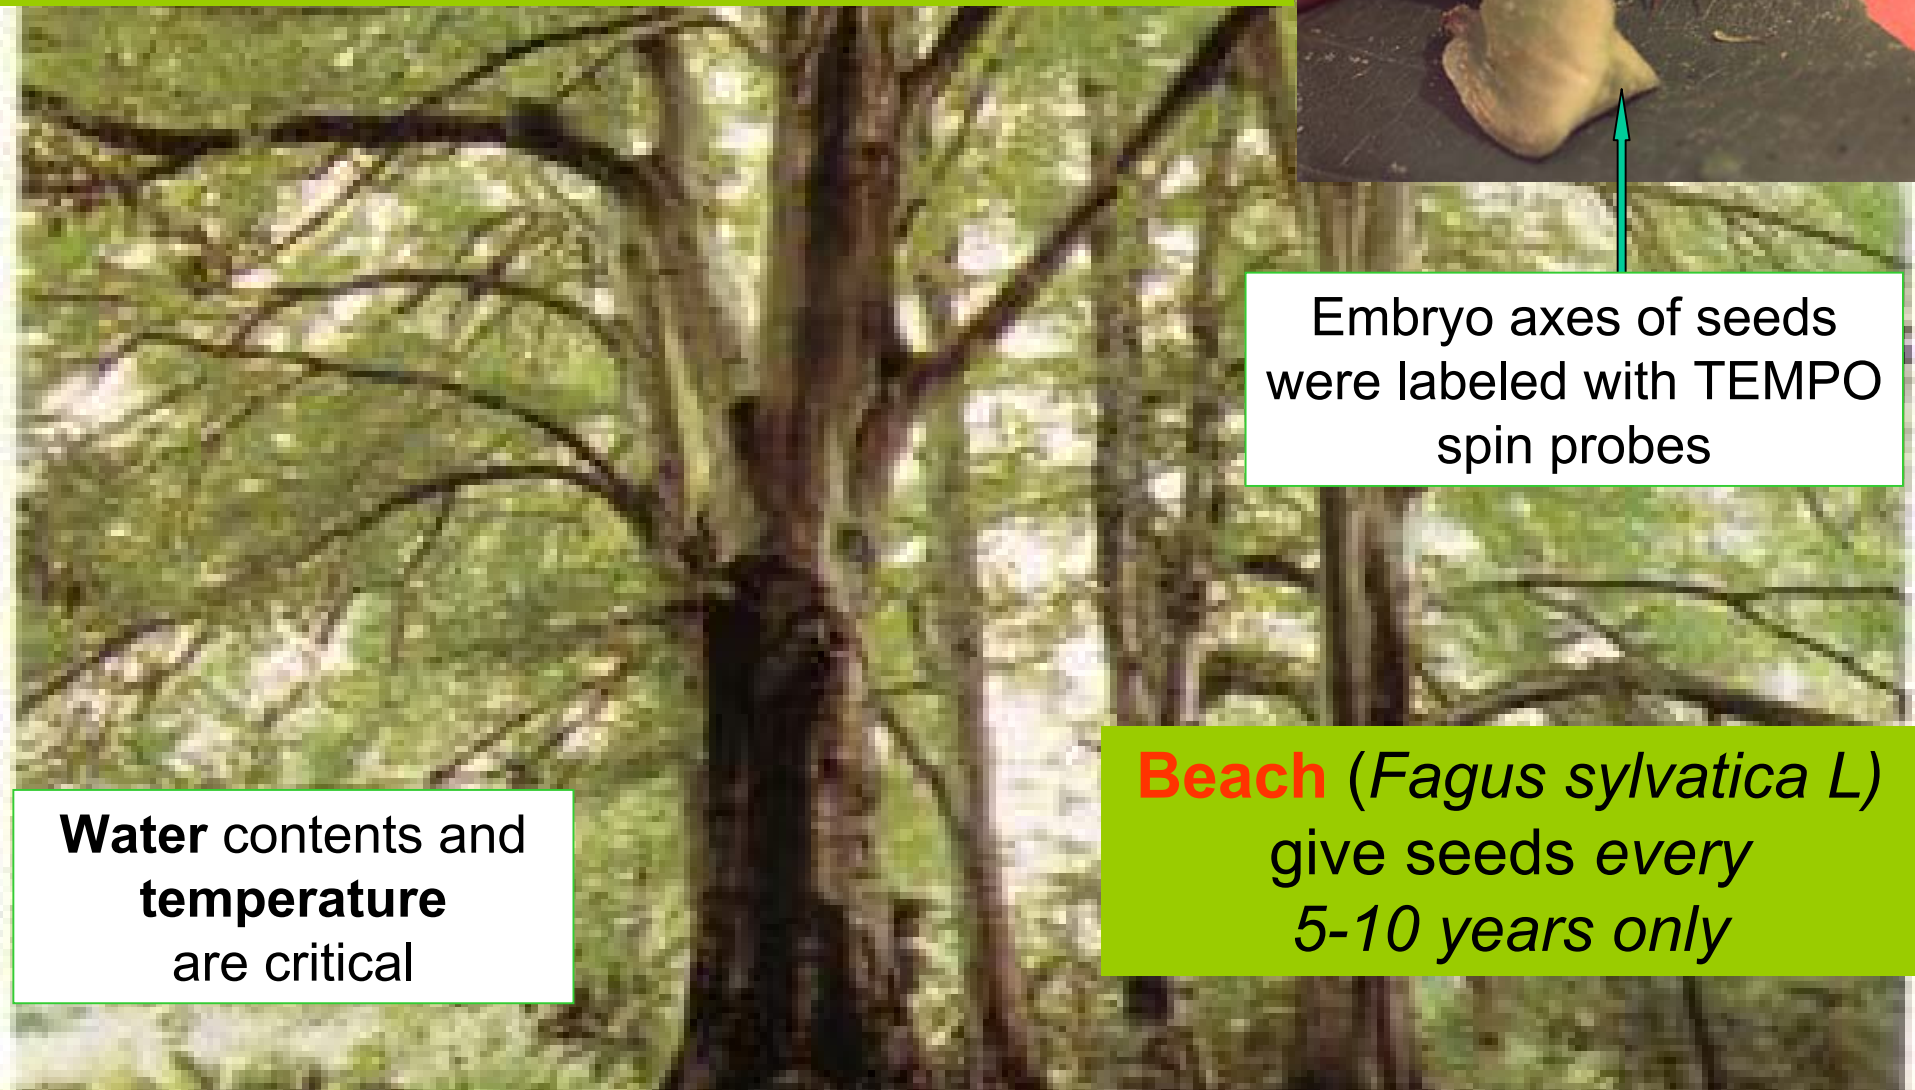 Embryo axes of seeds
were labeled with TEMPO
spin probes
Beach (Fagus sylvatica L)
give seeds every
5-10 years only
Water contents and
temperature
are critical